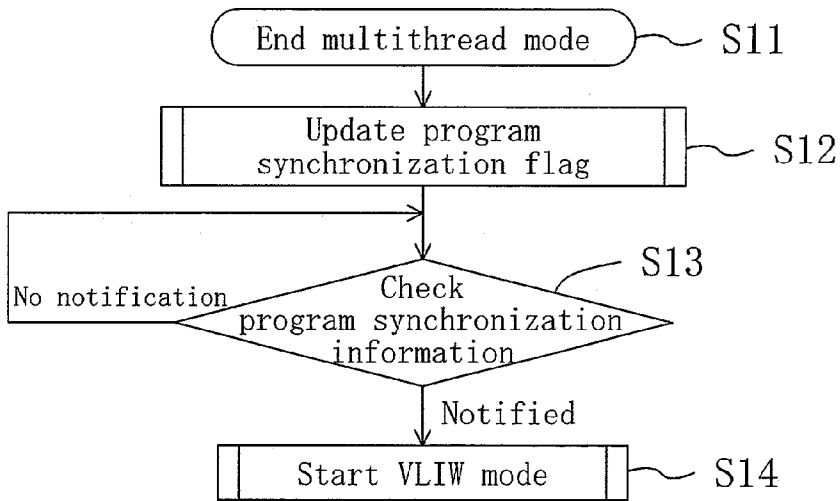 End multithread mode
S11
Update program
synchronization flag
S12
S13
Check
program synchronization
information
No notification
Notified
Start VLIW mode
S14